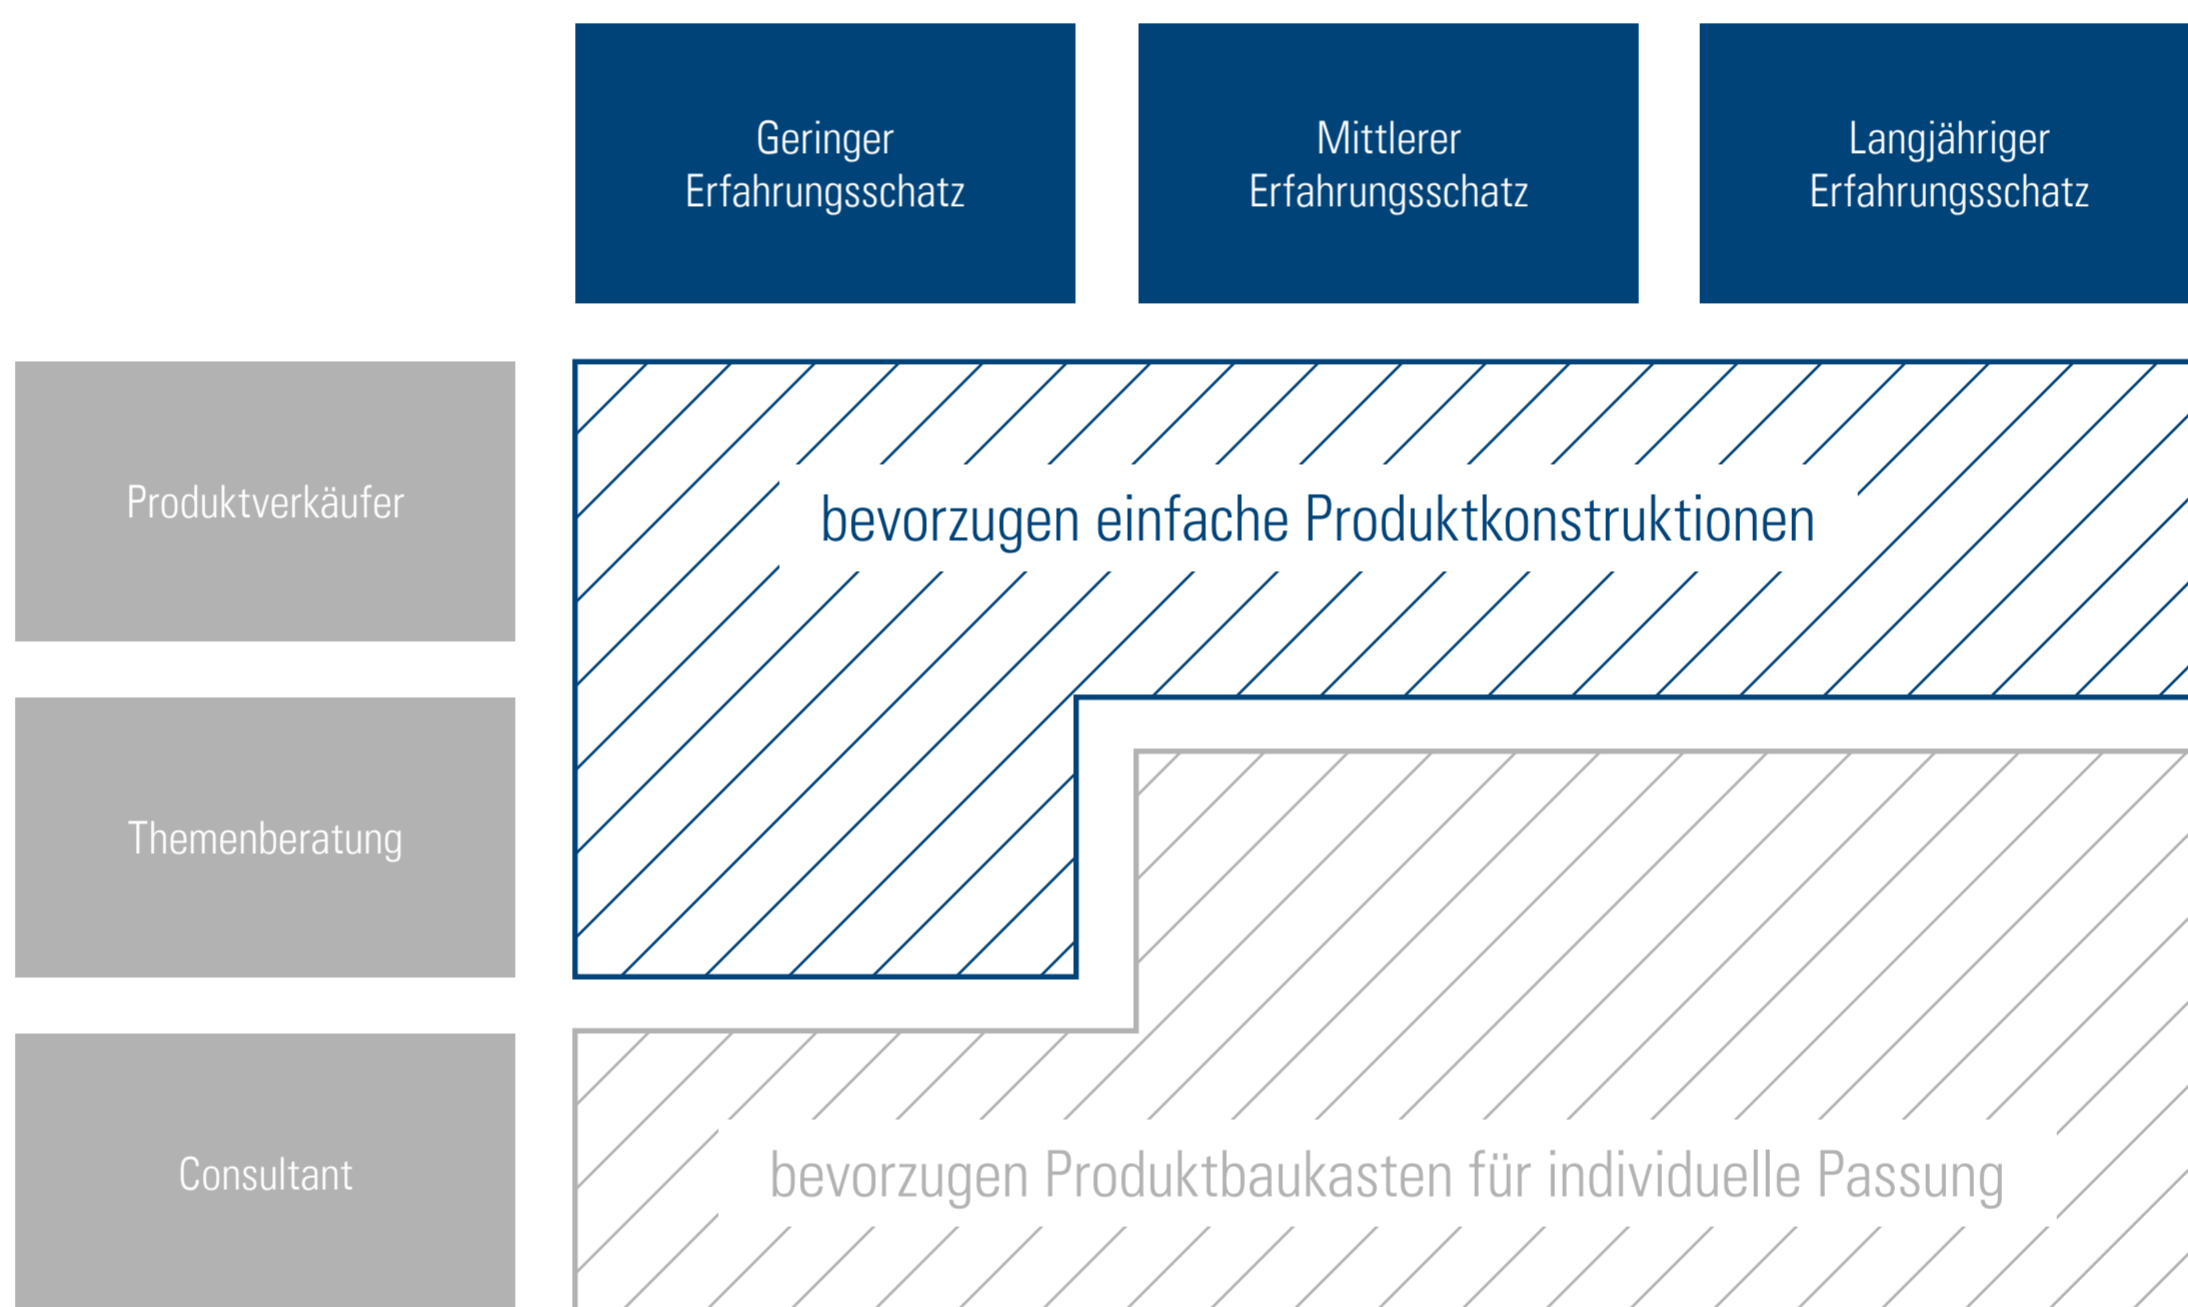 Geringer
Erfahrungsschatz
Mittlerer
Erfahrungsschatz
Langjähriger
Erfahrungsschatz
Produktverkäufer
bevorzugen einfache Produktkonstruktionen
Themenberatung
Consultant
bevorzugen Produktbaukasten für individuelle Passung